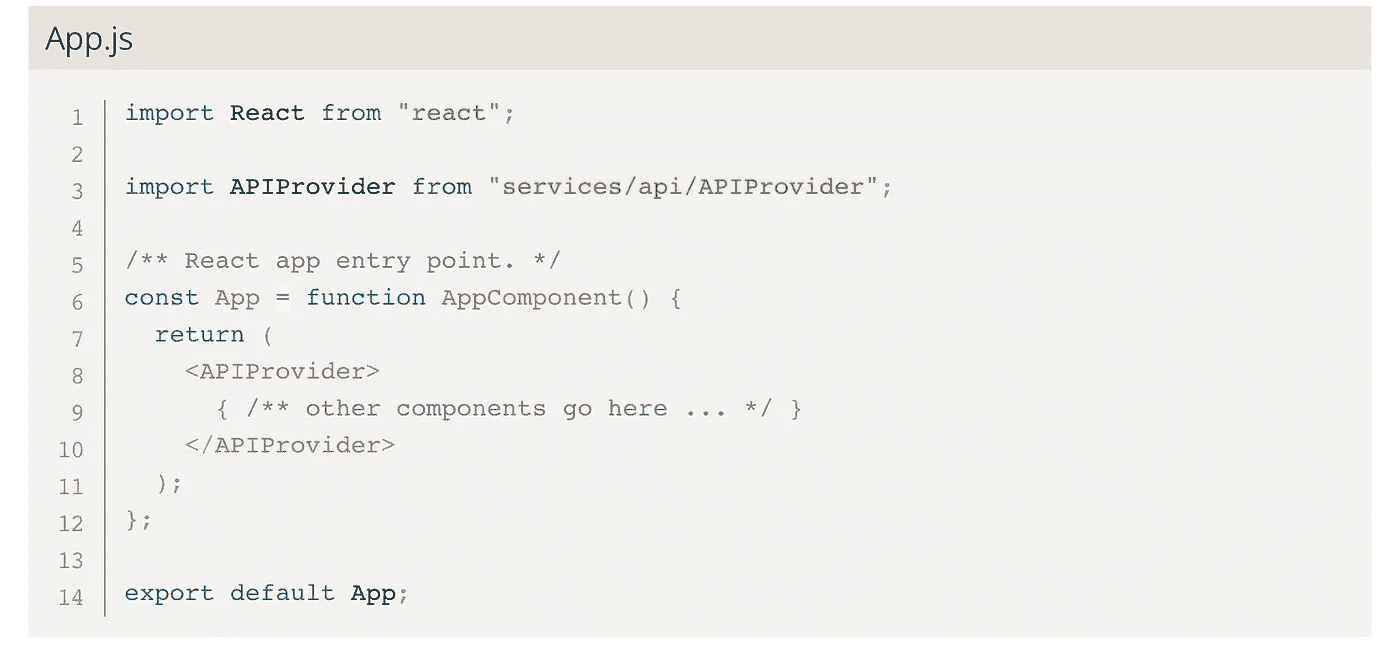 App.js
1 import React from "react";
2
3 import APIProvider from "services/api/APIProvider";
4
5 /** React app entry point. */
6 const App = function AppComponent() {
7   return (
8     <APIProvider>
9       { /** other components go here ... */ }
10     </APIProvider>
11   );
12 };
13
14 export default App;